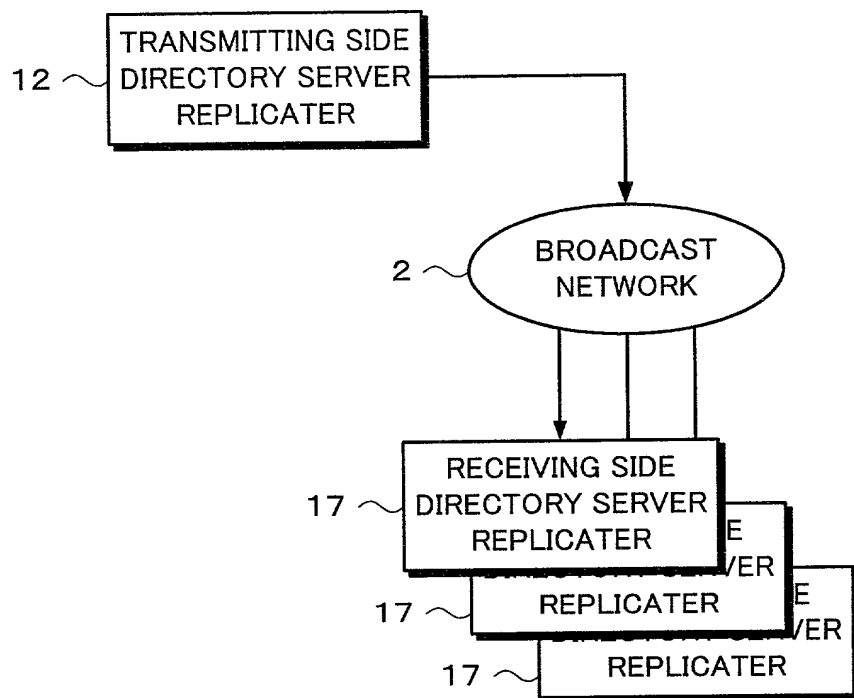 12
TRANSMITTING SIDE
DIRECTORY SERVER
REPLICATER
2
BROADCAST
NETWORK
17
RECEIVING SIDE
DIRECTORY SERVER
REPLICATER
17
REPLICATER
17
REPLICATER